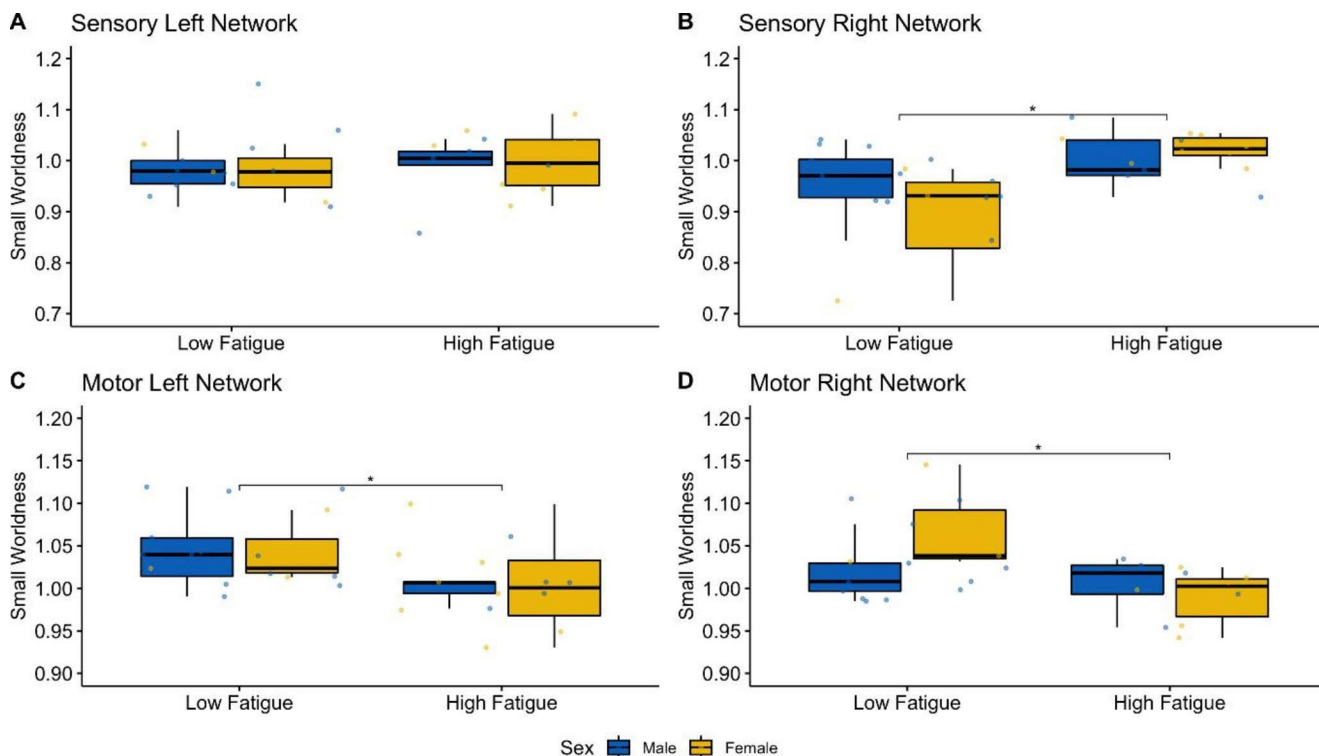 A Sensory Left Network
Small Worldness
1.2
1.1
1.0
0.9
0.8
0.7
Low Fatigue High Fatigue
B Sensory Right Network
Small Worldness
1.2
1.1
1.0
0.9
0.8
0.7
*
Low Fatigue High Fatigue
C Motor Left Network
Small Worldness
1.20
1.15
1.10
1.05
1.00
0.95
0.90
*
Low Fatigue High Fatigue
D Motor Right Network
Small Worldness
1.20
1.15
1.10
1.05
1.00
0.95
0.90
*
Low Fatigue High Fatigue
Sex Male Female